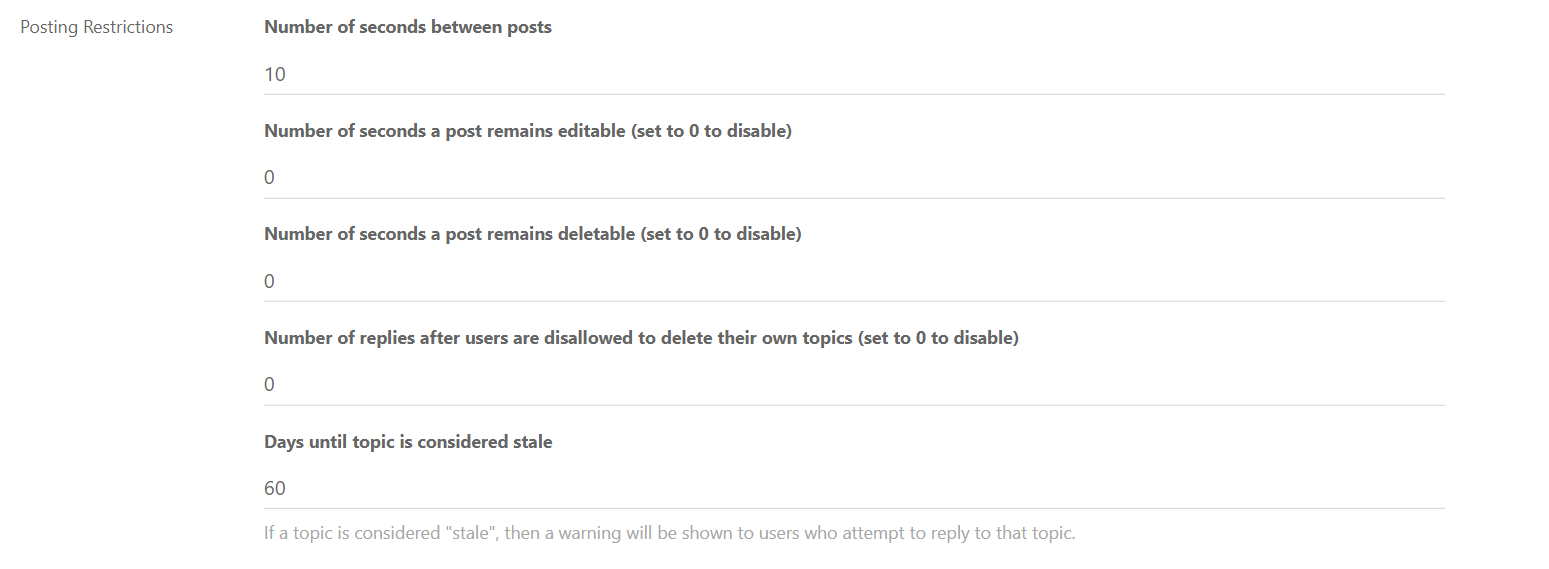 Posting Restrictions
Number of seconds between posts
10
Number of seconds a post remains editable (set to 0 to disable)
0
Number of seconds a post remains deletable (set to 0 to disable)
0
Number of replies after users are disallowed to delete their own topics (set to 0 to disable)
0
Days until topic is considered stale
60
If a topic is considered "stale", then a warning will be shown to users who attempt to reply to that topic.